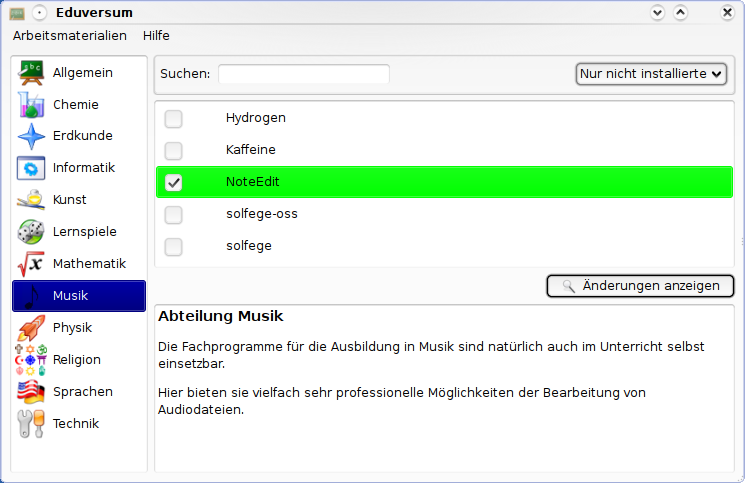 Eduversum
Arbeitsmaterialien Hilfe
Allgemein
Chemie
Erdkunde
Informatik
Kunst
Lernspiele
Mathematik
Musik
Physik
Religion
Sprachen
Technik
Suchen: Nur nicht installierte
Hydrogen
Kaffeine
NoteEdit
solfege-oss
solfege
Änderungen anzeigen
Abteilung Musik
Die Fachprogramme für die Ausbildung in Musik sind natürlich auch im Unterricht selbst
einsetzbar.
Hier bieten sie vielfach sehr professionelle Möglichkeiten der Bearbeitung von
Audiodateien.